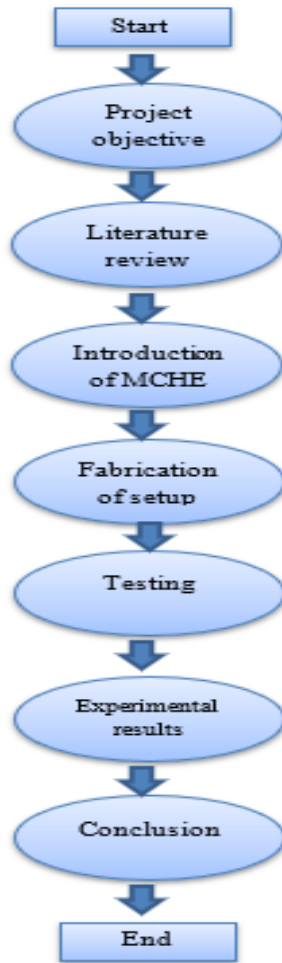 Start
Project
objective
Literature
review
Introduction
of MCHE
Fabrication
of setup
Testing
Experimental
results
Conclusion
End